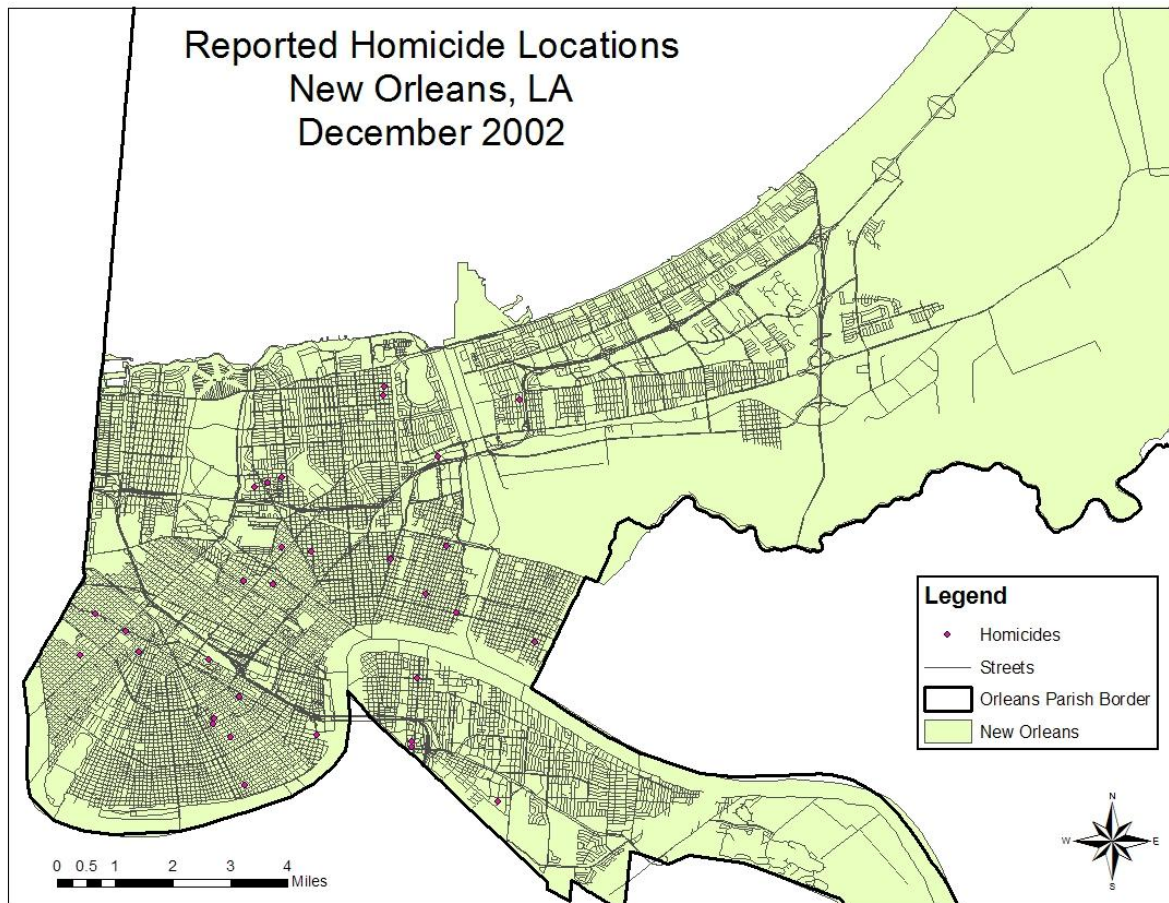 Reported Homicide Locations
New Orleans, LA
December 2002
Legend
Homicides
Streets
Orleans Parish Border
New Orleans
N
W E
S
0 0.5 1 2 3 4
Miles